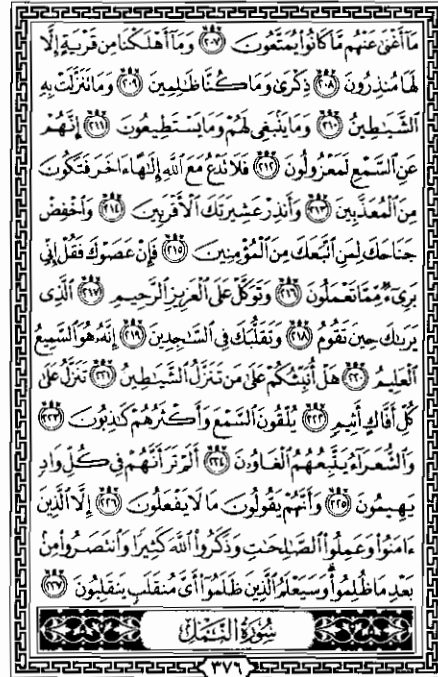 مَآ أَغْنَىٰ عَنْهُم مَّا كَانُوا۟ يُمَتَّعُونَ ٢٠٧ وَمَآ أَهْلَكْنَا مِن قَرْيَةٍ إِلَّا
لَهَا مُنذِرُونَ ٢٠٨ ذِكْرَىٰ وَمَا كُنَّا ظَٰلِمِينَ ٢٠٩ وَمَا تَنَزَّلَتْ بِهِ
ٱلشَّيَٰطِينُ ٢١٠ وَمَا يَنۢبَغِى لَهُمْ وَمَا يَسْتَطِيعُونَ ٢١١ إِنَّهُمْ
عَنِ ٱلسَّمْعِ لَمَعْزُولُونَ ٢١٢ فَلَا تَدْعُ مَعَ ٱللَّهِ إِلَٰهًا ءَاخَرَ فَتَكُونَ
مِنَ ٱلْمُعَذَّبِينَ ٢١٣ وَأَنذِرْ عَشِيرَتَكَ ٱلْأَقْرَبِينَ ٢١٤ وَٱخْفِضْ
جَنَاحَكَ لِمَنِ ٱتَّبَعَكَ مِنَ ٱلْمُؤْمِنِينَ ٢١٥ فَإِنْ عَصَوْكَ فَقُلْ إِنِّى
بَرِىٓءٌ مِّمَّا تَعْمَلُونَ ٢١٦ وَتَوَكَّلْ عَلَى ٱلْعَزِيزِ ٱلرَّحِيمِ ٢١٧ ٱلَّذِى
يَرَىٰكَ حِينَ تَقُومُ ٢١٨ وَتَقَلُّبَكَ فِى ٱلسَّٰجِدِينَ ٢١٩ إِنَّهُۥ هُوَ ٱلسَّمِيعُ
ٱلْعَلِيمُ ٢٢٠ هَلْ أُنَبِّئُكُمْ عَلَىٰ مَن تَنَزَّلُ ٱلشَّيَٰطِينُ ٢٢١ تَنَزَّلُ عَلَىٰ
كُلِّ أَفَّاكٍ أَثِيمٍ ٢٢٢ يُلْقُونَ ٱلسَّمْعَ وَأَكْثَرُهُمْ كَٰذِبُونَ ٢٢٣
وَٱلشُّعَرَآءُ يَتَّبِعُهُمُ ٱلْغَاوُۥنَ ٢٢٤ أَلَمْ تَرَ أَنَّهُمْ فِى كُلِّ وَادٍ
يَهِيمُونَ ٢٢٥ وَأَنَّهُمْ يَقُولُونَ مَا لَا يَفْعَلُونَ ٢٢٦ إِلَّا ٱلَّذِينَ
ءَامَنُوا۟ وَعَمِلُوا۟ ٱلصَّٰلِحَٰتِ وَذَكَرُوا۟ ٱللَّهَ كَثِيرًا وَٱنتَصَرُوا۟ مِنۢ
بَعْدِ مَا ظُلِمُوا۟ ۗ وَسَيَعْلَمُ ٱلَّذِينَ ظَلَمُوٓا۟ أَىَّ مُنقَلَبٍ يَنقَلِبُونَ ٢٢٧
سُورَةُ النَّمْلِ
٣٧٦